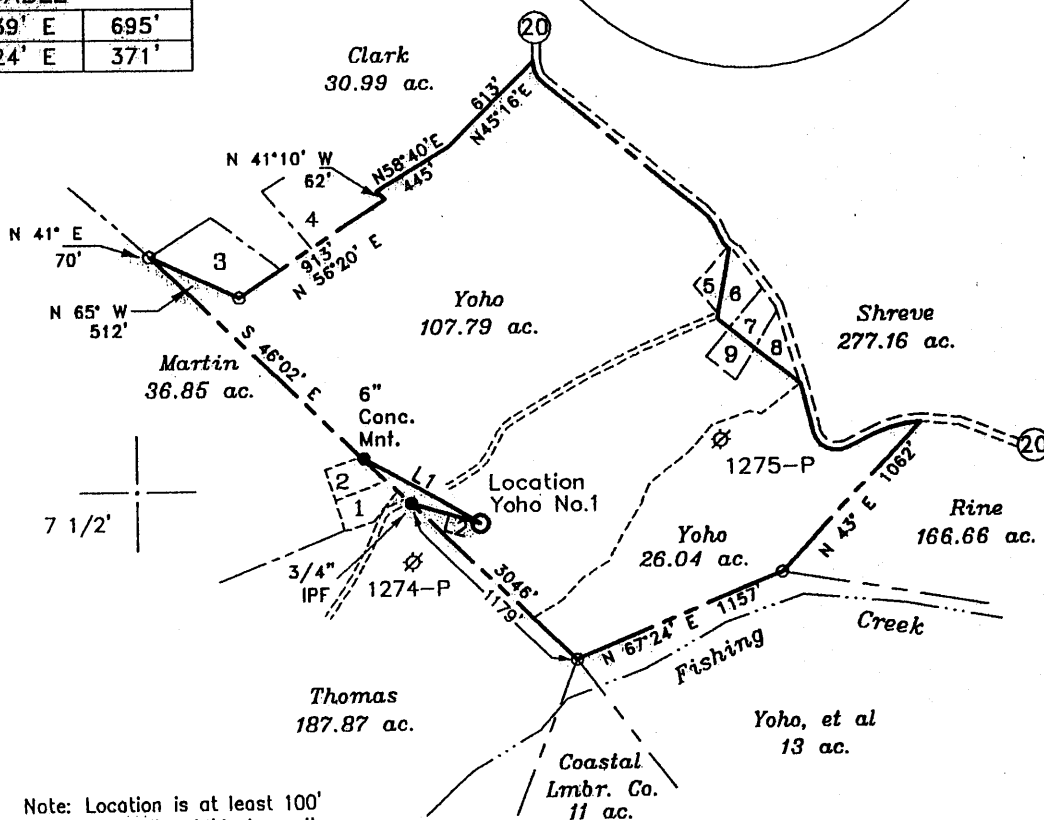 39' E 695'
24' E 371'
20
Clark
30.99 ac.
613'
N45°16'E
N 41°10' W
62'
N58°40'E
445'
4
N 41° E
70'
3
913'
N 56°20' E
N 65° W
512'
Yoho
107.79 ac.
5
6
7
8
9
Shreve
277.16 ac.
S 46°02' E
Martin
36.85 ac.
6"
Conc.
Mnt.
1275-P
20
L1
Location
Yoho No.1
2
1
L2
7 1/2'
1062'
N 43° E
Rine
166.66 ac.
Yoho
26.04 ac.
3/4"
IPF
1274-P
3046'
1179'
N 67°24' E 1157'
Fishing
Creek
Thomas
187.87 ac.
Yoho, et al
13 ac.
Coastal
Lmbr. Co.
11 ac.
Note: Location is at least 100'